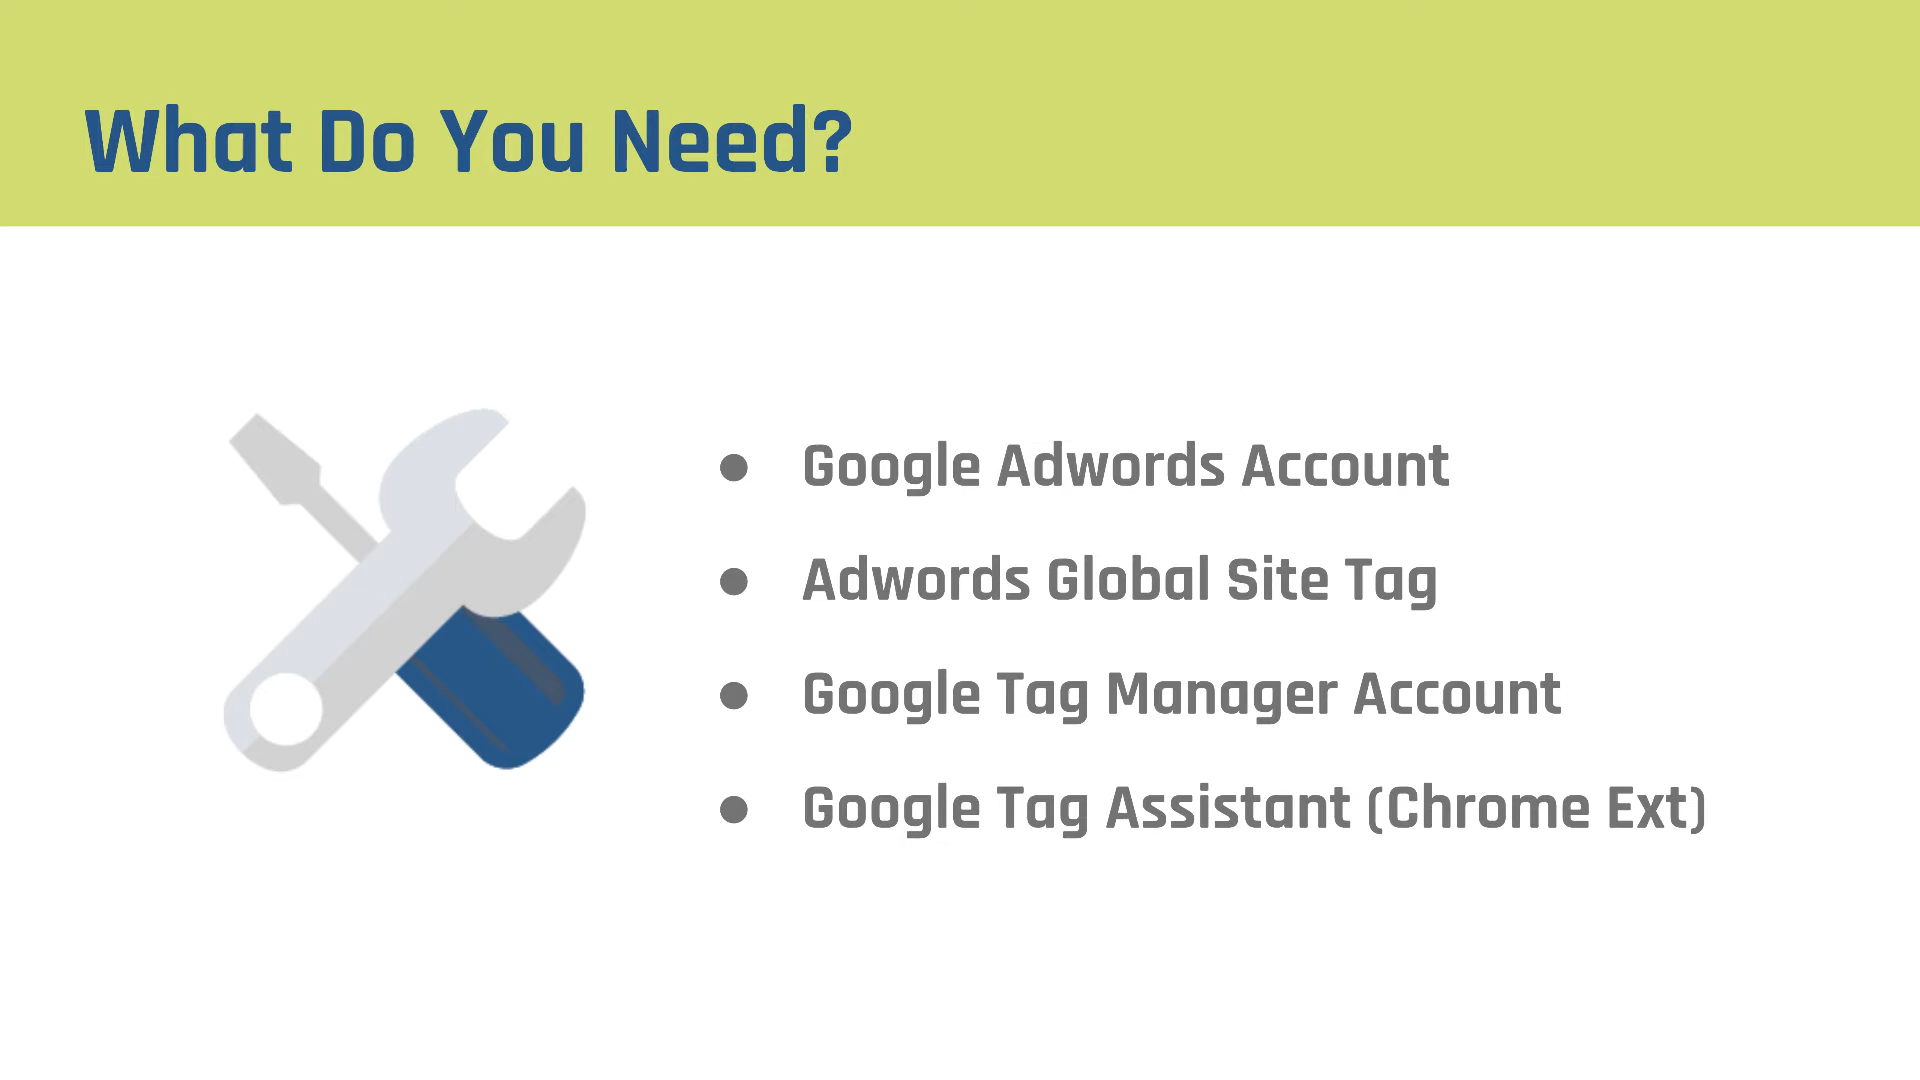 What Do You Need?
● Google Adwords Account
● Adwords Global Site Tag
● Google Tag Manager Account
● Google Tag Assistant (Chrome Ext)